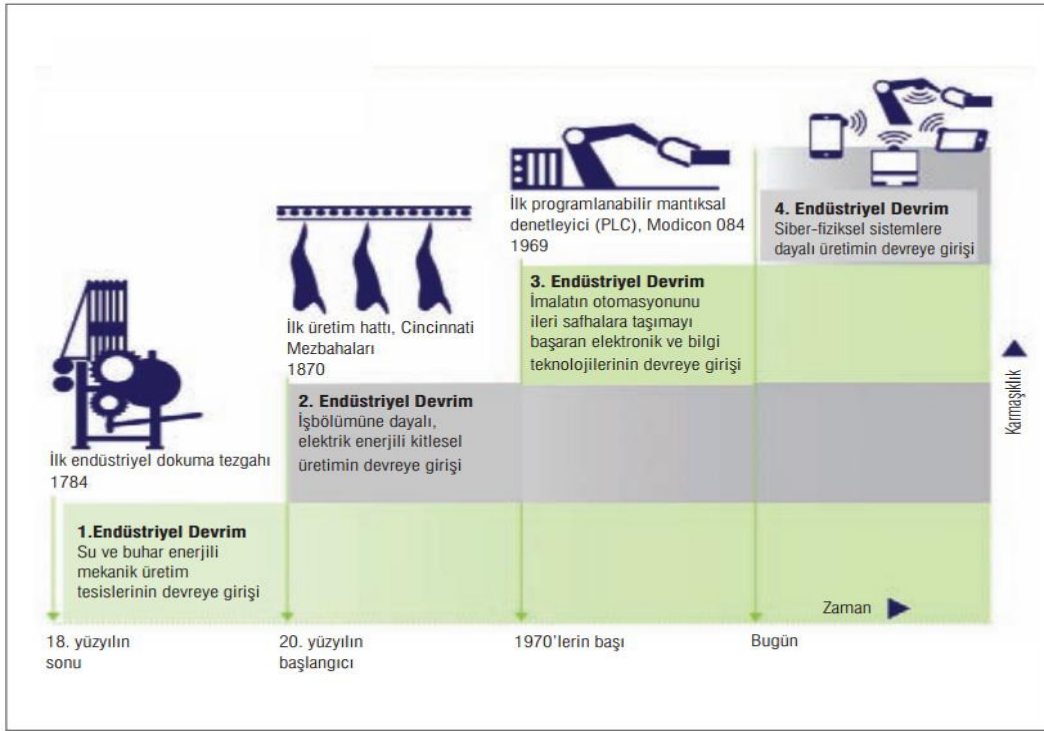 İlk endüstriyel dokuma tezgahı
1784
1.Endüstriyel Devrim
Su ve buhar enerjili
mekanik üretim
tesislerinin devreye girişi
18. yüzyılın
sonu
İlk üretim hattı, Cincinnati
Mezbahaları
1870
2. Endüstriyel Devrim
İşbölümüne dayalı,
elektrik enerjili kitlesel
üretimin devreye girişi
20. yüzyılın
başlangıcı
İlk programlanabilir mantıksal
denetleyici (PLC), Modicon 084
1969
3. Endüstriyel Devrim
İmalatın otomasyonunu
ileri safhalara taşımayı
başaran elektronik ve bilgi
teknolojilerinin devreye girişi
1970'lerin başı
4. Endüstriyel Devrim
Siber-fiziksel sistemlere
dayalı üretimin devreye girişi
Bugün
Zaman
Karmaşıklık